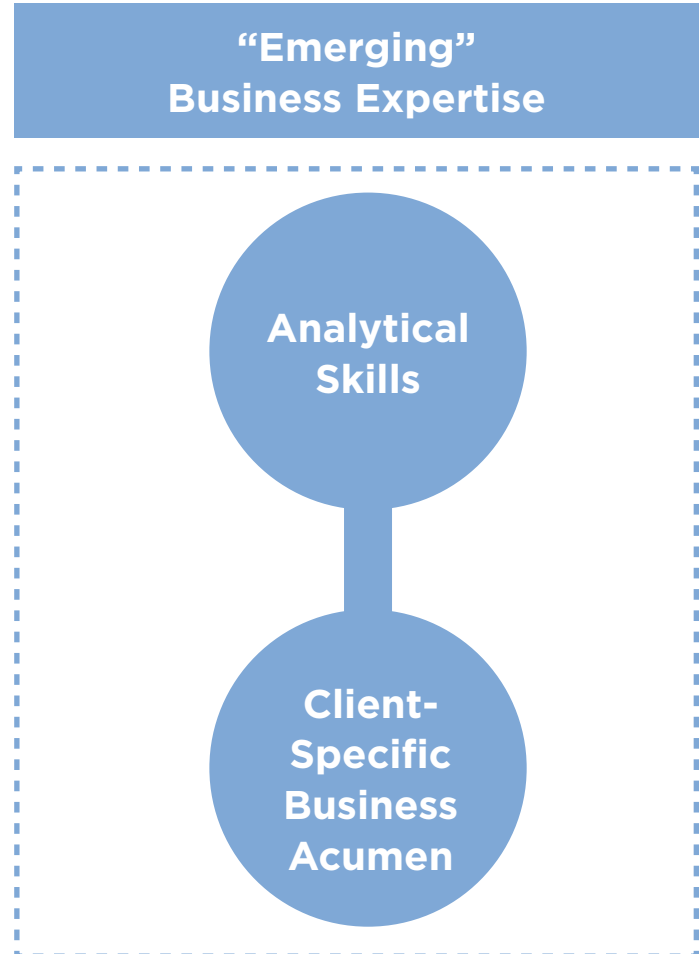 “Emerging”
Business Expertise
Analytical
Skills
Client-
Specific
Business
Acumen